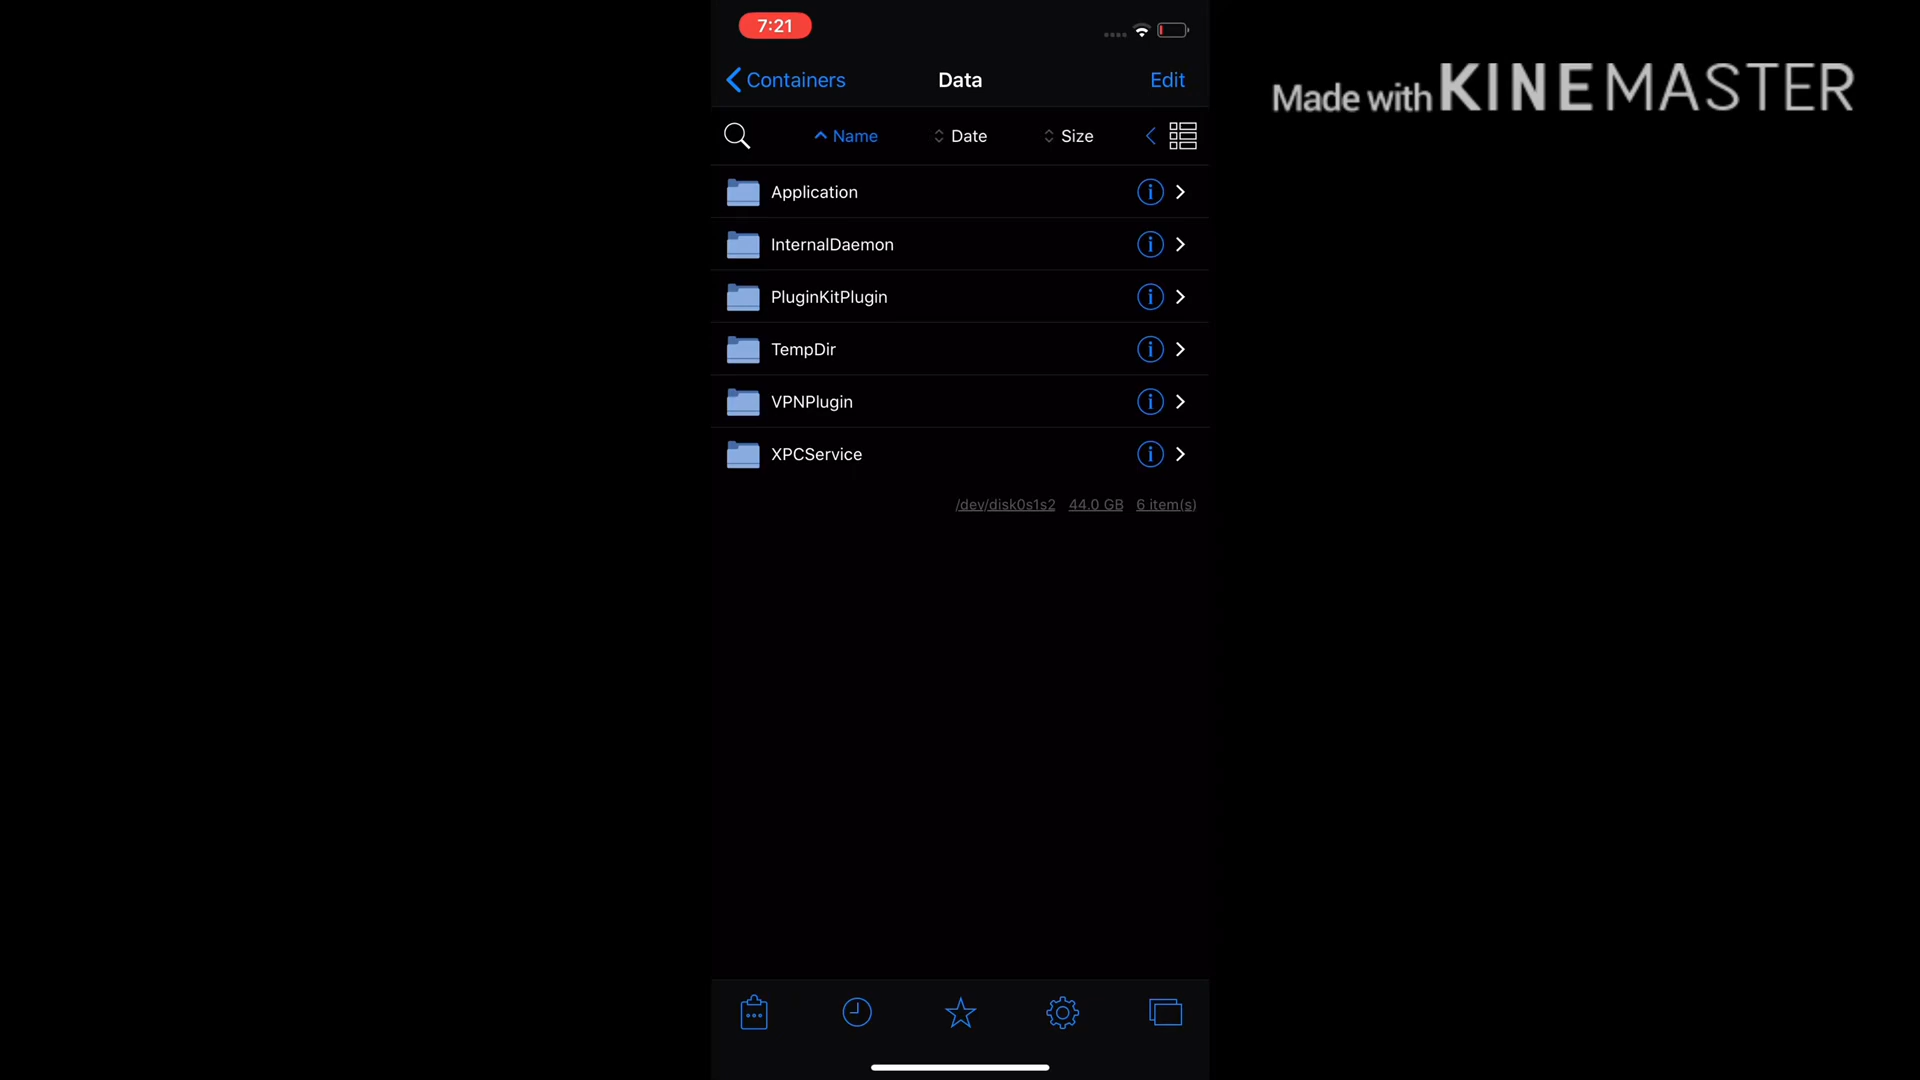 7:21
Containers
Data
Edit
Made with KINEMASTER
Name
Date
Size
Application
InternalDaemon
PluginKitPlugin
TempDir
VPNPlugin
XPCService
/dev/disk0s1s2 44.0 GB 6 item(s)